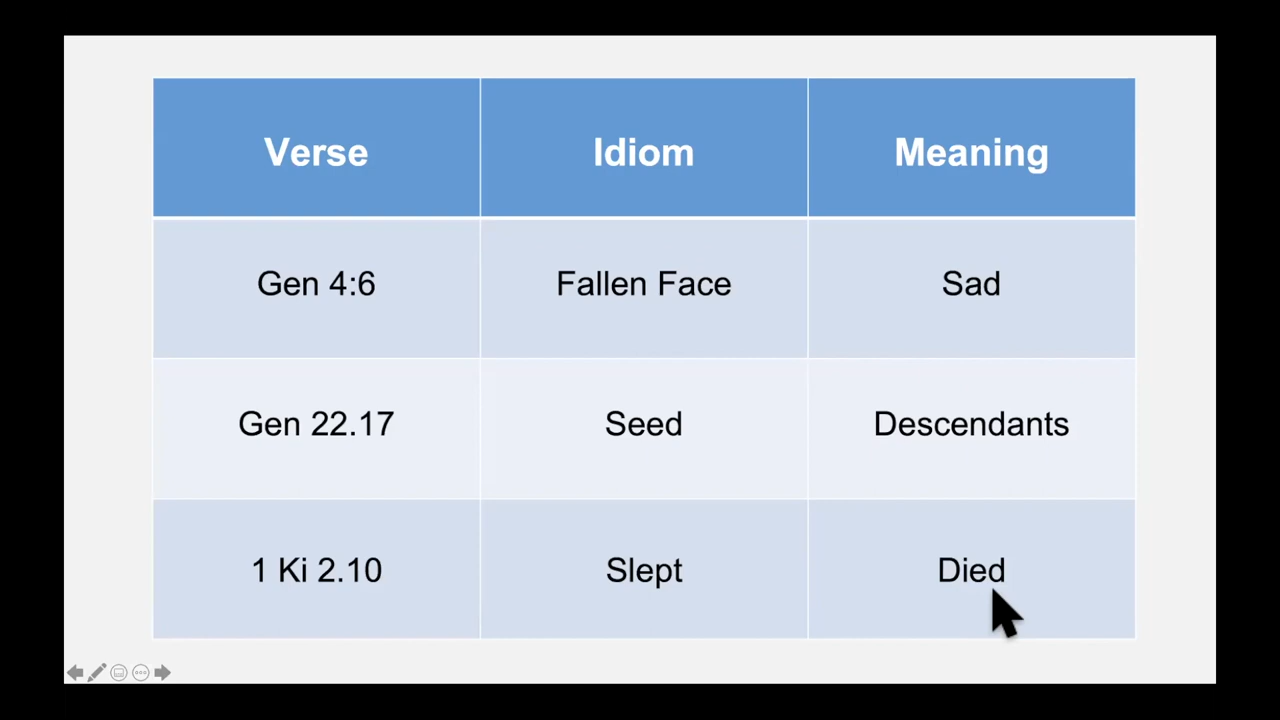 Verse Idiom Meaning
Gen 4:6 Fallen Face Sad
Gen 22.17 Seed Descendants
1 Ki 2.10 Slept Died